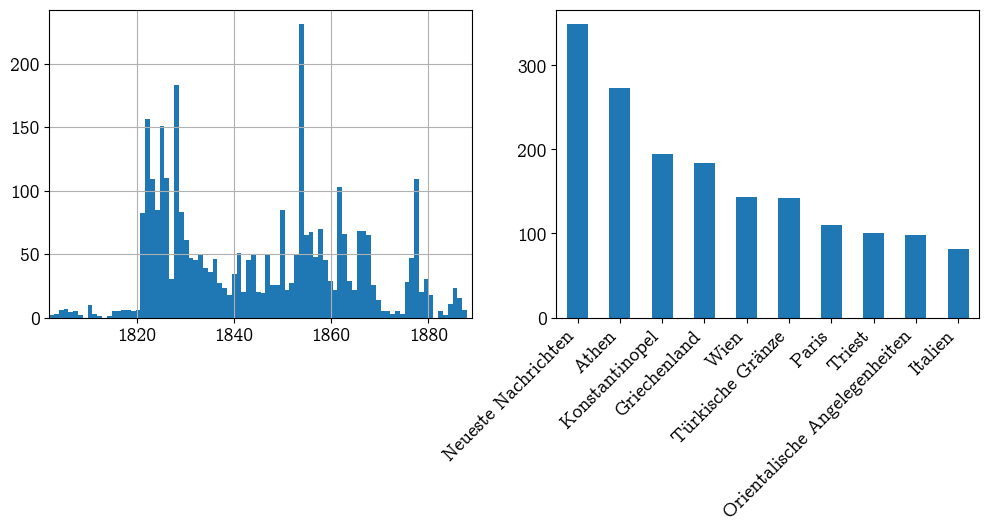 200
150
100
50
0
1820 1840 1860 1880
300
200
100
0
Neueste Nachrichten
Athen
Konstantinopel
Griechenland
Wien
Türkische Gränze
Paris
Triest
Orientalische Angelegenheiten
Italien